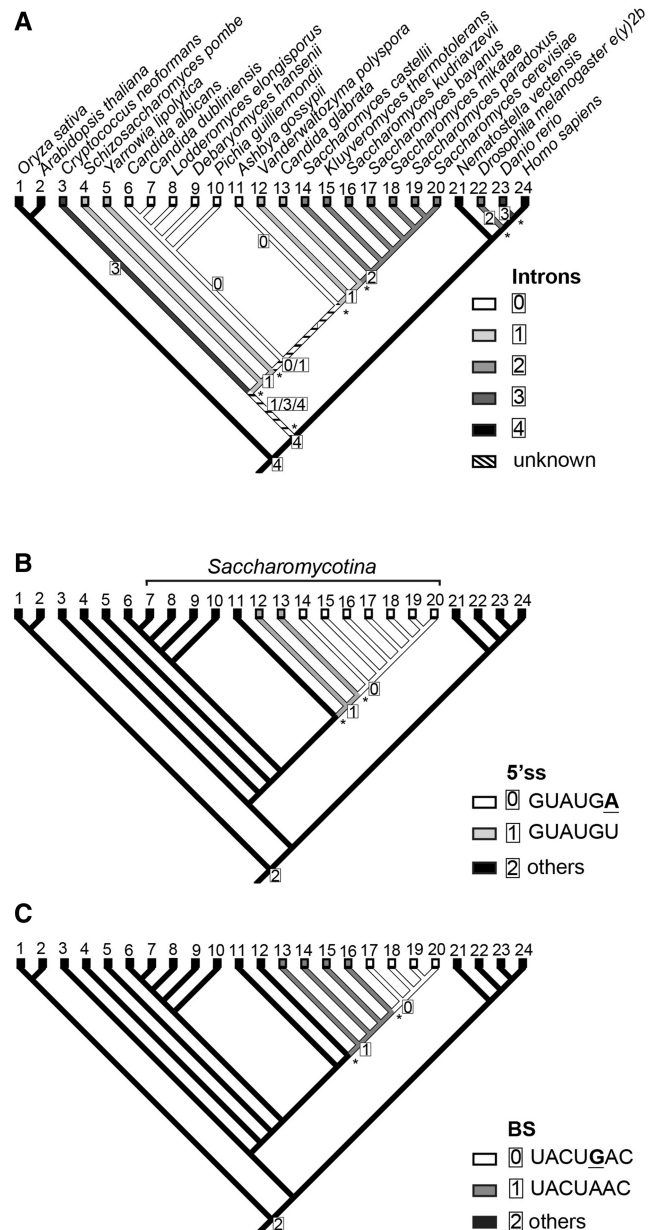 A
Oryza sativa
Arabidopsis thaliana
Cryptococcus neoformans
Schizosaccharomyces pombe
Yarrowia lipolytica
Candida albicans
Candida dubliniensis
Lodderomyces elongisporus
Debaryomyces hansenii
Pichia guilliermondii
Ashbya gossypii
Vanderwaltozyma polyspora
Candida glabrata
Saccharomyces castellii
Kluyveromyces thermotolerans
Saccharomyces kudriavzevii
Saccharomyces bayanus
Saccharomyces mikatae
Saccharomyces paradoxus
Saccharomyces cerevisiae
Nematostella vectensis
Drosophila melanogaster e(y)2b
Danio rerio
Homo sapiens
1 2 3 4 5 6 7 8 9 10 11 12 13 14 15 16 17 18 19 20 21 22 23 24
2 3
* *
0
3 0 1 * 2
*
0/1
1 *
* 1/3/4
* 4
4
Introns
0
1
2
3
4
unknown
B
Saccharomycotina
1 2 3 4 5 6 7 8 9 10 11 12 13 14 15 16 17 18 19 20 21 22 23 24
* 0
* 1
2
5'ss
0 GUAUGA
1 GUAUGU
2 others
C
1 2 3 4 5 6 7 8 9 10 11 12 13 14 15 16 17 18 19 20 21 22 23 24
* 0
* 1
2
BS
0 UACUGAC
1 UACUAAC
2 others